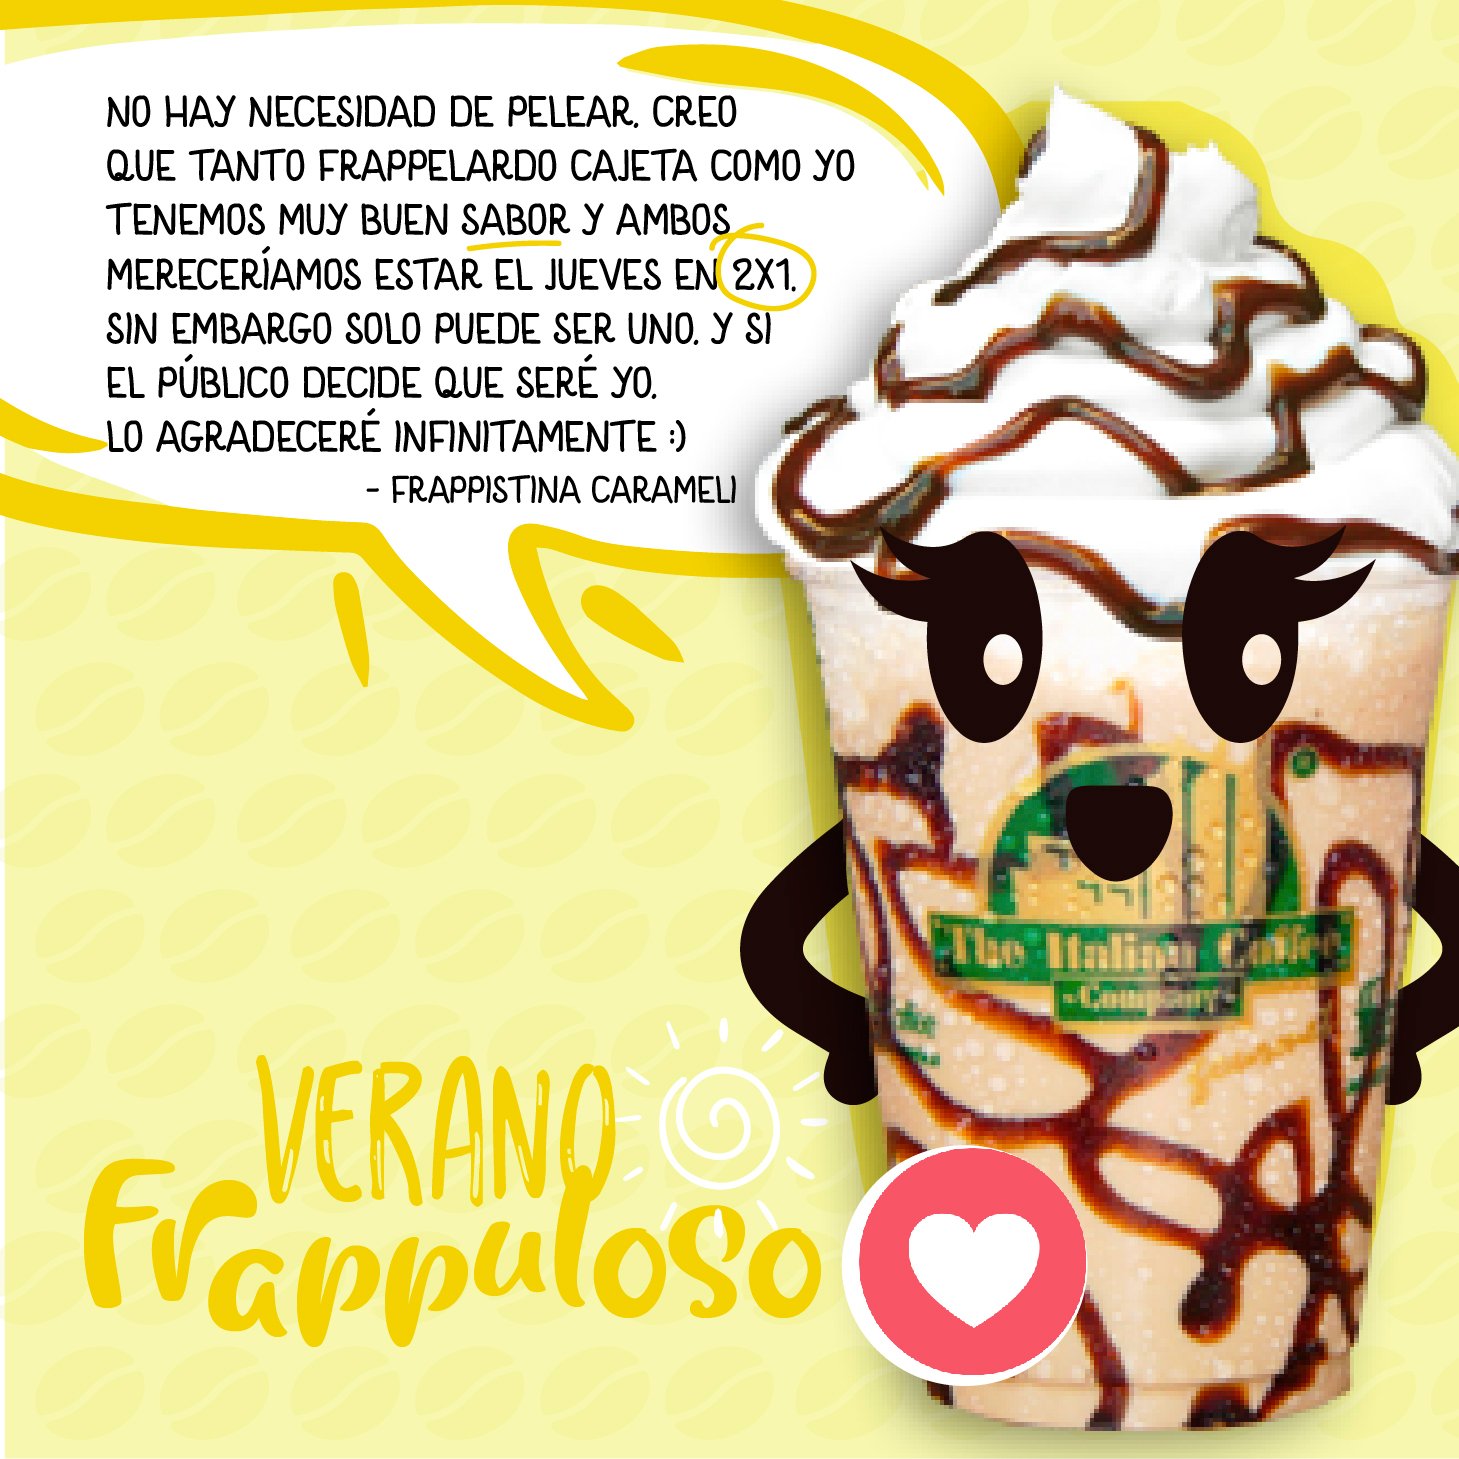 NO HAY NECESIDAD DE PELEAR. CREO
QUE TANTO FRAPPELARDO CAJETA COMO YO
TENEMOS MUY BUEN SABOR Y AMBOS
MERECERÍAMOS ESTAR EL JUEVES EN 2X1.
SIN EMBARGO SOLO PUEDE SER UNO. Y SI
EL PÚBLICO DECIDE QUE SERÉ YO,
LO AGRADECERÉ INFINITAMENTE :)
- FRAPPISTINA CARAMELI
The Italian Coffee
Company
VERANO
Frappuloso